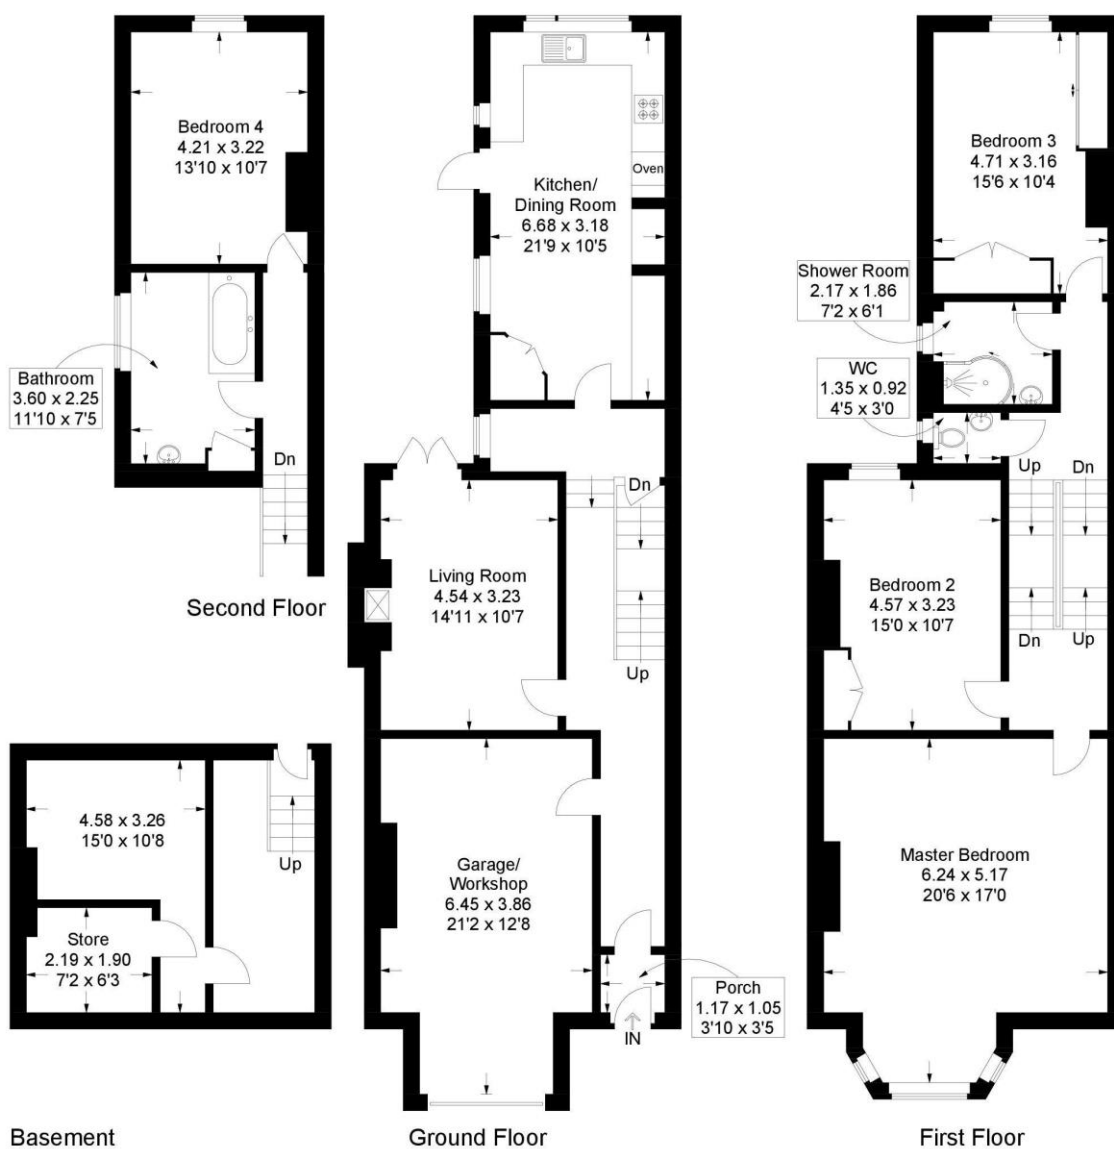 Bedroom 4
4.21 x 3.22
13'10 x 10'7
Bathroom
3.60 x 2.25
11'10 x 7'5
Dn
Second Floor
4.58 x 3.26
15'0 x 10'8
Up
Store
2.19 x 1.90
7'2 x 6'3
Basement
Oven
Kitchen/
Dining Room
6.68 x 3.18
21'9 x 10'5
Dn
Living Room
4.54 x 3.23
14'11 x 10'7
Up
Garage/
Workshop
6.45 x 3.86
21'2 x 12'8
Porch
1.17 x 1.05
3'10 x 3'5
IN
Ground Floor
Bedroom 3
4.71 x 3.16
15'6 x 10'4
Shower Room
2.17 x 1.86
7'2 x 6'1
WC
1.35 x 0.92
4'5 x 3'0
Up
Dn
Bedroom 2
4.57 x 3.23
15'0 x 10'7
Dn
Up
Master Bedroom
6.24 x 5.17
20'6 x 17'0
First Floor